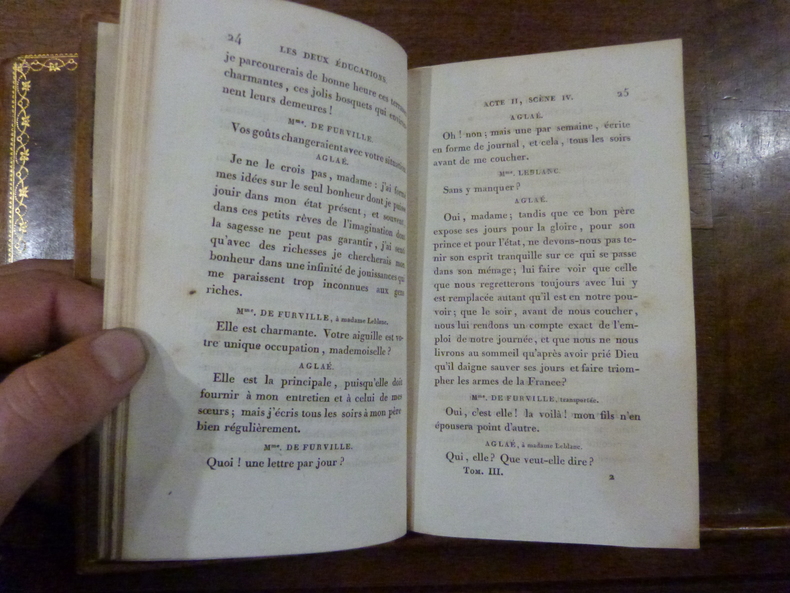 24
LES DEUX ÉDUCATIONS.
je parcourerais de bonne heure ces
charmantes, ces jolis bosquets qui
nent leurs demeures !
Mme. DE FURVILLE.
Vos goûts changeraient avec votre situation.
AGLAÉ.
Je ne le crois pas, madame : j'ai formé
mes idées sur le seul bonheur dont je puisse
jouir dans mon état présent ; et souvent
dans ces petits rêves de l'imagination dont
la sagesse ne peut pas garantir, j'ai senti
qu'avec des richesses je chercherais mon
bonheur dans une infinité de jouissances qui
me paraissent trop inconnues aux gens
riches.
Mme. DE FURVILLE, à madame Leblanc.
Elle est charmante. Votre aiguille est vo-
tre unique occupation, mademoiselle ?
AGLAÉ.
Elle est la principale, puisqu'elle doit
fournir à mon entretien et à celui de mes
sœurs ; mais j'écris tous les soirs à mon père
bien régulièrement.
Mme. DE FURVILLE.
Quoi ! une lettre par jour ?
ACTE II, SCÈNE IV. 25
AGLAÉ.
Oh ! non ; mais une par semaine, écrite
en forme de journal, et cela, tous les soirs
avant de me coucher.
Mme. LEBLANC.
Sans y manquer ?
AGLAÉ.
Oui, madame ; tandis que ce bon père
expose ses jours pour la gloire, pour son
prince et pour l'état, ne devons-nous pas te-
nir son esprit tranquille sur ce qui se passe
dans son ménage ; lui faire voir que celle
que nous regretterons toujours avec lui y
est remplacée autant qu'il est en notre pou-
voir ; que le soir, avant de nous coucher,
nous lui rendons un compte exact de l'em-
ploi de notre journée, et que nous ne nous
livrons au sommeil qu'après avoir prié Dieu
qu'il daigne sauver ses jours et faire triom-
pher les armes de la France ?
Mme. DE FURVILLE, transportée.
Oui, c'est elle ! la voilà ! mon fils n'en
épousera point d'autre.
AGLAÉ, à madame Leblanc.
Qui, elle ? Que veut-elle dire ?
Tom. III. 2